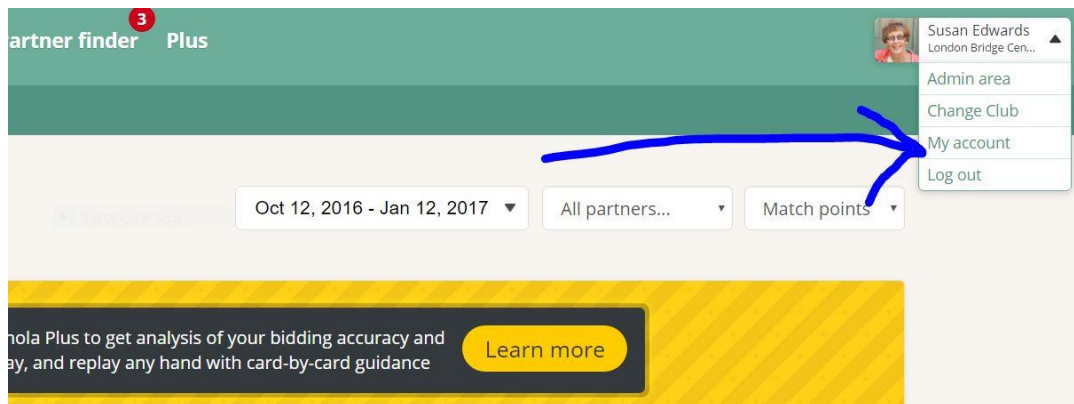 artner finder
3
Plus
Susan Edwards
London Bridge Cen...
Admin area
Change Club
My account
Log out
Oct 12, 2016 - Jan 12, 2017
All partners...
Match points
nola Plus to get analysis of your bidding accuracy and
ay, and replay any hand with card-by-card guidance
Learn more